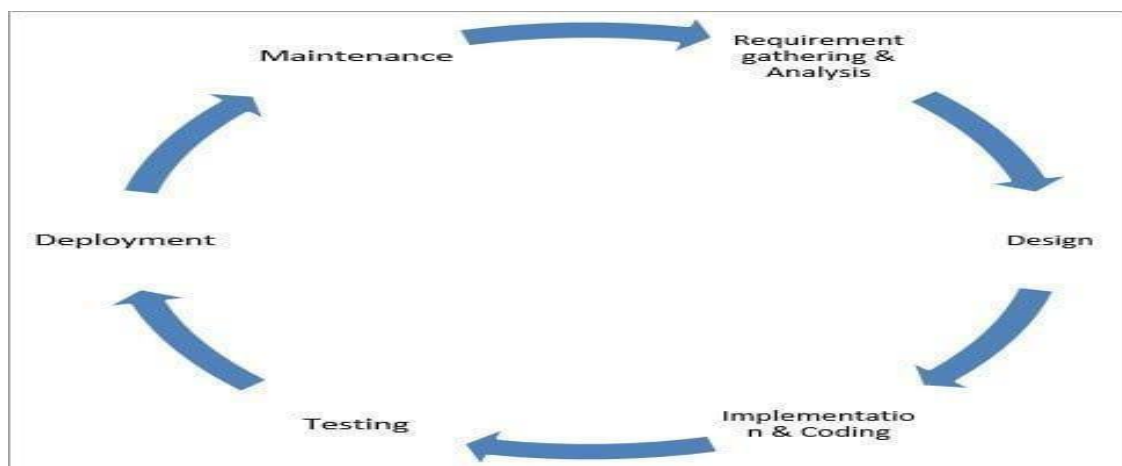 Maintenance
Requirement
gathering &
Analysis
Deployment
Design
Testing
Implementatio
n & Coding